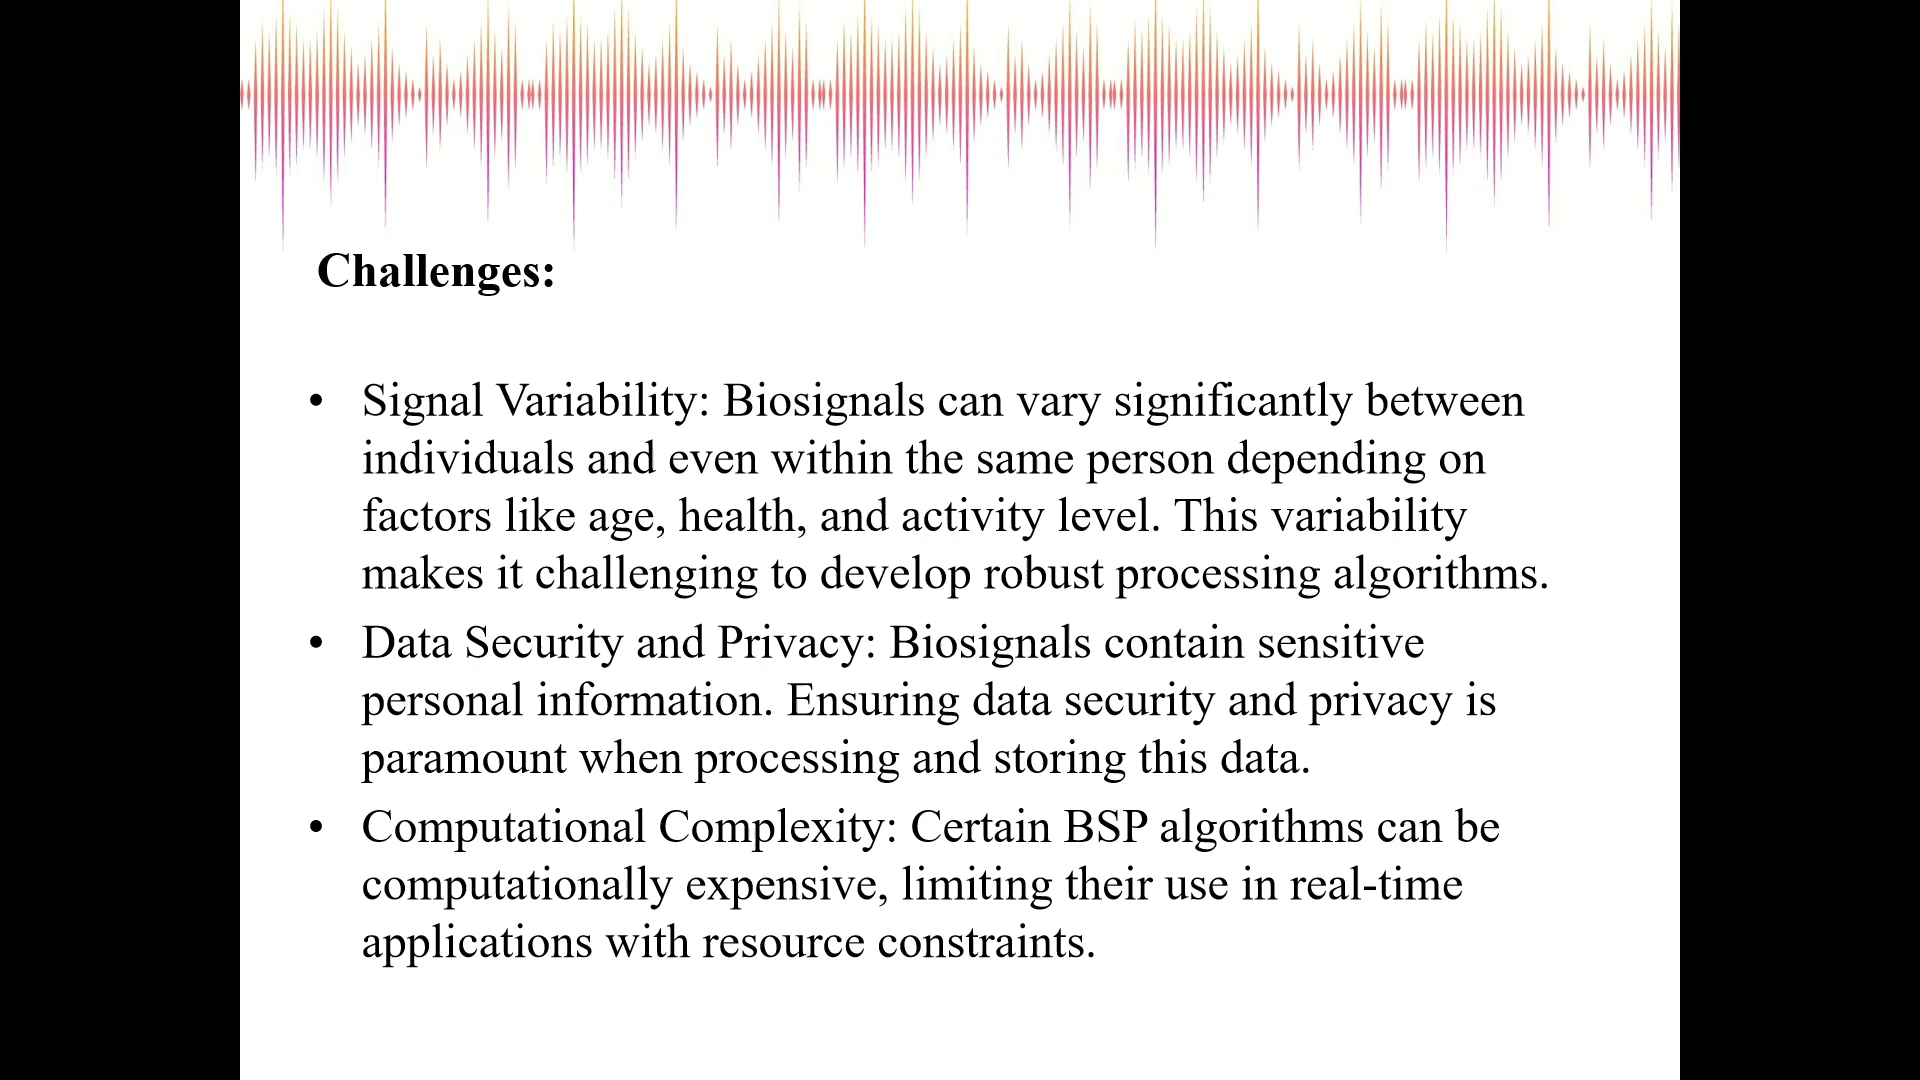 Challenges:
• Signal Variability: Biosignals can vary significantly between
individuals and even within the same person depending on
factors like age, health, and activity level. This variability
makes it challenging to develop robust processing algorithms.
• Data Security and Privacy: Biosignals contain sensitive
personal information. Ensuring data security and privacy is
paramount when processing and storing this data.
• Computational Complexity: Certain BSP algorithms can be
computationally expensive, limiting their use in real-time
applications with resource constraints.